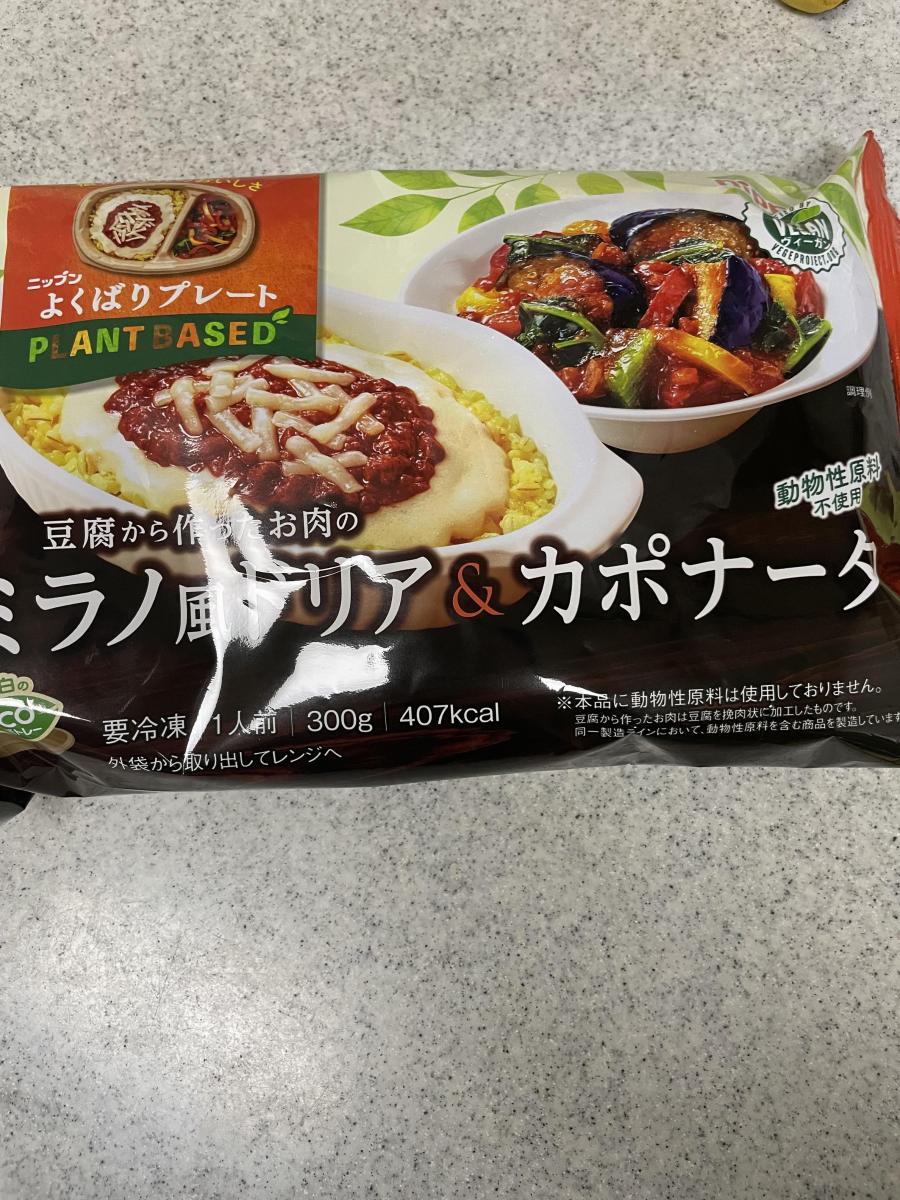 いしさ
ニップン
よくばりプレート
PLANT BASED
BY
VEGAN
ヴィーガン
VEGEPROJECT.ORG
調理例
動物性原料
不使用
豆腐から作ったお肉の
ミラノ風ドリア & カポナータ
白の
要冷凍 1人前 300g 407kcal
外袋から取り出してレンジへ
※本品に動物性原料は使用しておりません。
豆腐から作ったお肉は豆腐を挽肉状に加工したものです。
同一製造ラインにおいて、動物性原料を含む商品を製造しています